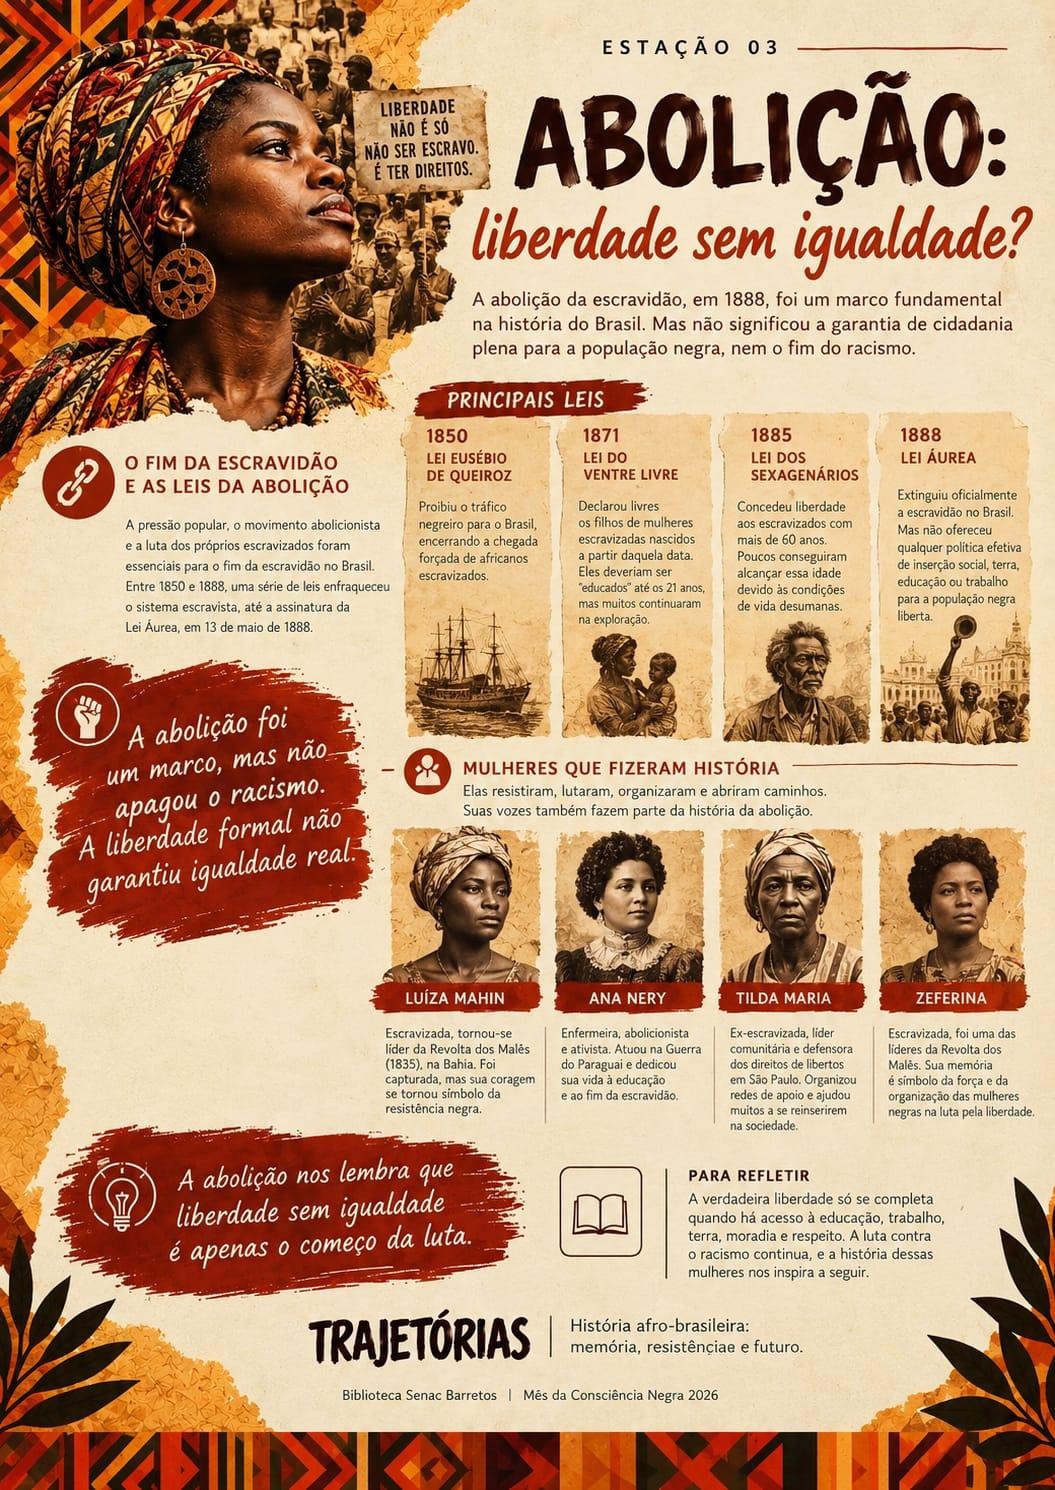 ESTAÇÃO 03
LIBERDADE
NÃO É SÓ
NÃO SER ESCRAVO.
É TER DIREITOS.
ABOLIÇÃO:
liberdade sem igualdade?
A abolição da escravidão, em 1888, foi um marco fundamental
na história do Brasil. Mas não significou a garantia de cidadania
plena para a população negra, nem o fim do racismo.
O FIM DA ESCRAVIDÃO
E AS LEIS DA ABOLIÇÃO
A pressão popular, o movimento abolicionista
e a luta dos próprios escravizados foram
essenciais para o fim da escravidão no Brasil.
Entre 1850 e 1888, uma série de leis enfraqueceu
o sistema escravista, até a assinatura da
Lei Áurea, em 13 de maio de 1888.
PRINCIPAIS LEIS
1850
LEI EUSÉBIO
DE QUEIROZ
Proibiu o tráfico
negreiro para o Brasil,
encerrando a chegada
forçada de africanos
escravizados.
1871
LEI DO
VENTRE LIVRE
Declarou livres
os filhos de mulheres
escravizadas nascidos
a partir daquela data.
Eles deveriam ser
"educados" até os 21 anos,
mas muitos continuaram
na exploração.
1885
LEI DOS
SEXAGENÁRIOS
Concedeu liberdade
aos escravizados com
mais de 60 anos.
Poucos conseguiram
alcançar essa idade
devido às condições
de vida desumanas.
1888
LEI ÁUREA
Extinguiu oficialmente
a escravidão no Brasil.
Mas não ofereceu
qualquer política efetiva
de inserção social, terra,
educação ou trabalho
para a população negra
liberta.
A abolição foi
um marco, mas não
apagou o racismo.
A liberdade formal não
garantiu igualdade real.
MULHERES QUE FIZERAM HISTÓRIA
Elas resistiram, lutaram, organizaram e abriram caminhos.
Suas vozes também fazem parte da história da abolição.
LUÍZA MAHIN
Escravizada, tornou-se
líder da Revolta dos Malês
(1835), na Bahia. Foi
capturada, mas sua coragem
se tornou símbolo da
resistência negra.
ANA NERY
Enfermeira, abolicionista
e ativista. Atuou na Guerra
do Paraguai e dedicou
sua vida à educação
e ao fim da escravidão.
TILDA MARIA
Ex-escravizada, líder
comunitária e defensora
dos direitos de libertos
em São Paulo. Organizou
redes de apoio e ajudou
muitos a se reinserirem
na sociedade.
ZEFERINA
Escravizada, foi uma das
líderes da Revolta dos
Malês. Sua memória
é símbolo da força e da
organização das mulheres
negras na luta pela liberdade.
A abolição nos lembra que
liberdade sem igualdade
é apenas o começo da luta.
PARA REFLETIR
A verdadeira liberdade só se completa
quando há acesso à educação, trabalho,
terra, moradia e respeito. A luta contra
o racismo continua, e a história dessas
mulheres nos inspira a seguir.
TRAJETÓRIAS
História afro-brasileira:
memória, resistênçiae e futuro.
Biblioteca Senac Barretos | Mês da Consciência Negra 2026